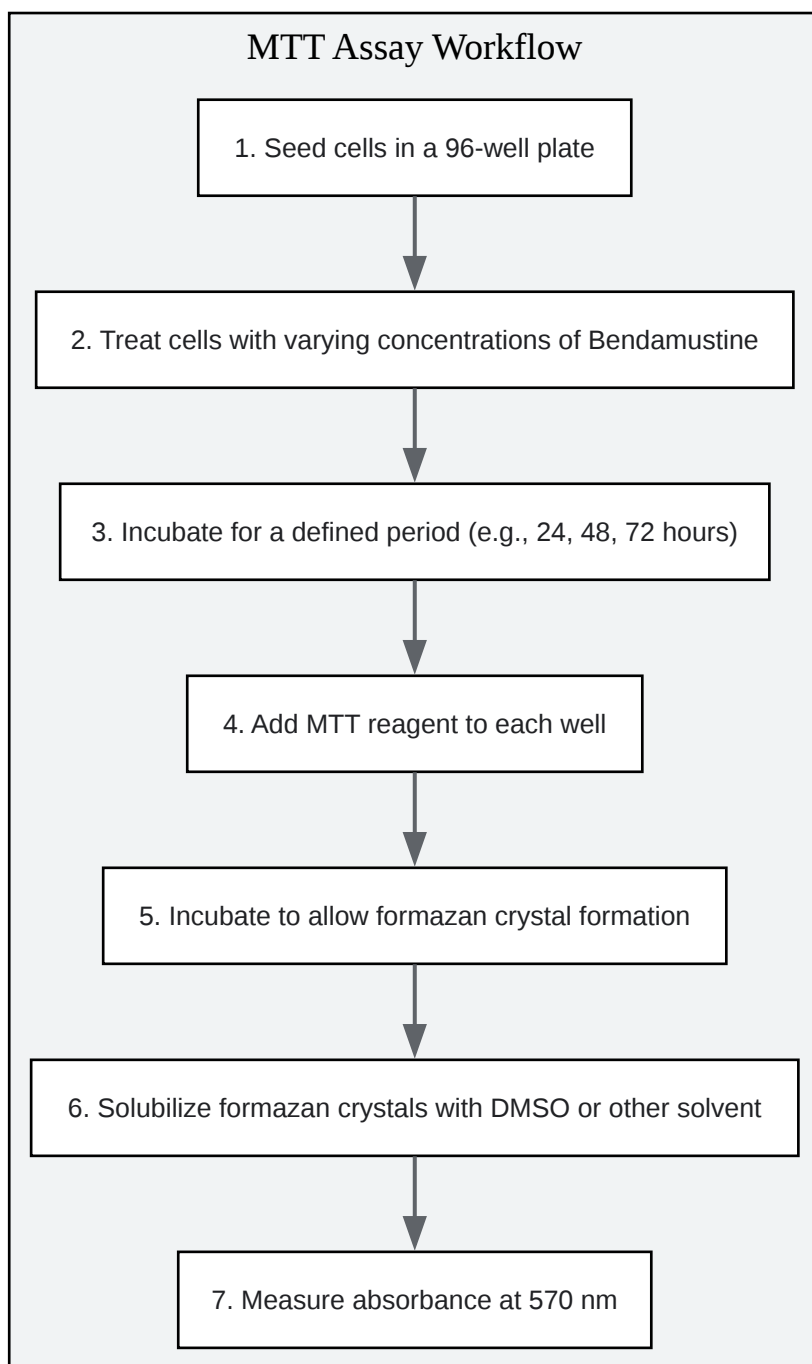 MTT Assay Workflow
1. Seed cells in a 96-well plate
2. Treat cells with varying concentrations of Bendamustine
3. Incubate for a defined period (e.g., 24, 48, 72 hours)
4. Add MTT reagent to each well
5. Incubate to allow formazan crystal formation
6. Solubilize formazan crystals with DMSO or other solvent
7. Measure absorbance at 570 nm